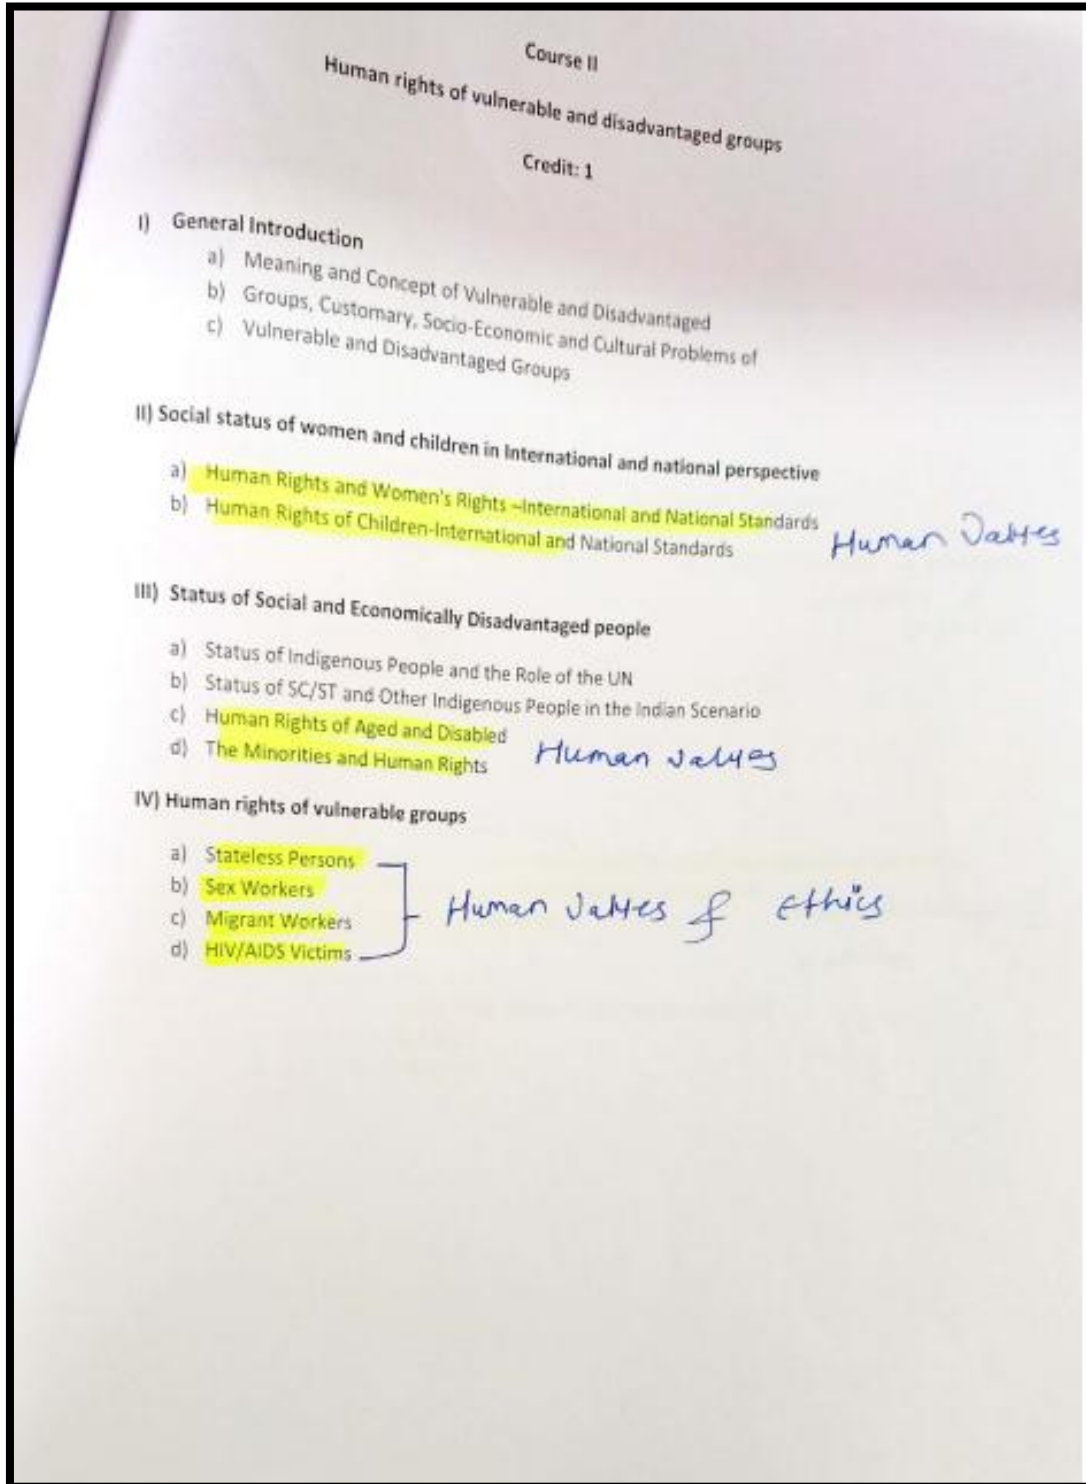 Course II
Human rights of vulnerable and disadvantaged groups
Credit: 1
I) General Introduction
a) Meaning and Concept of Vulnerable and Disadvantaged
b) Groups, Customary, Socio-Economic and Cultural Problems of
c) Vulnerable and Disadvantaged Groups
II) Social status of women and children in International and national perspective
a) Human Rights and Women's Rights –International and National Standards
b) Human Rights of Children-International and National Standards
Human Values
III) Status of Social and Economically Disadvantaged people
a) Status of Indigenous People and the Role of the UN
b) Status of SC/ST and Other Indigenous People in the Indian Scenario
c) Human Rights of Aged and Disabled
d) The Minorities and Human Rights
Human values
IV) Human rights of vulnerable groups
a) Stateless Persons
b) Sex Workers
c) Migrant Workers
d) HIV/AIDS Victims
Human Values & Ethics